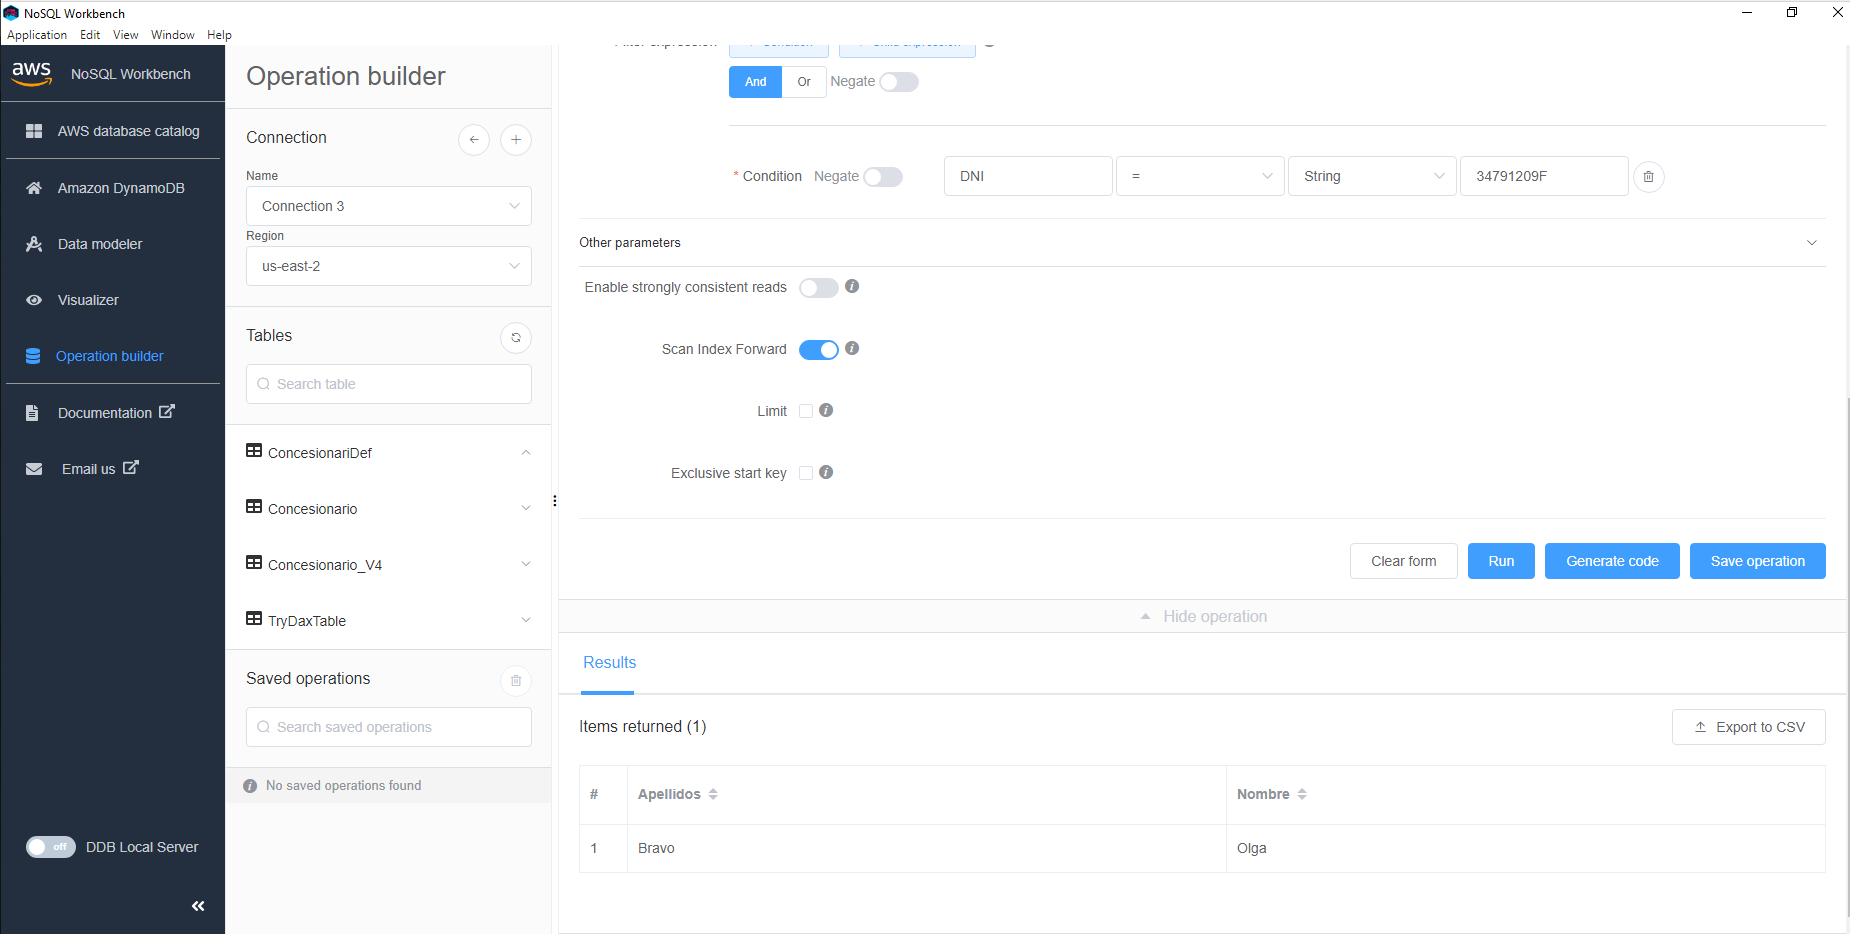 NoSQL Workbench
Application Edit View Window Help
aws NoSQL Workbench
AWS database catalog
Amazon DynamoDB
Data modeler
Visualizer
Operation builder
Documentation
Email us
off DDB Local Server
Operation builder
Connection
Name
Connection 3
Region
us-east-2
Tables
Search table
ConcesionariDef
Concesionario
Concesionario_V4
TryDaxTable
Saved operations
Search saved operations
No saved operations found
Filter expression + Condition + Child expression
And Or Negate
* Condition Negate DNI = String 34791209F
Other parameters
Enable strongly consistent reads
Scan Index Forward
Limit
Exclusive start key
Clear form Run Generate code Save operation
Hide operation
Results
Items returned (1) Export to CSV
# Apellidos Nombre
1 Bravo Olga